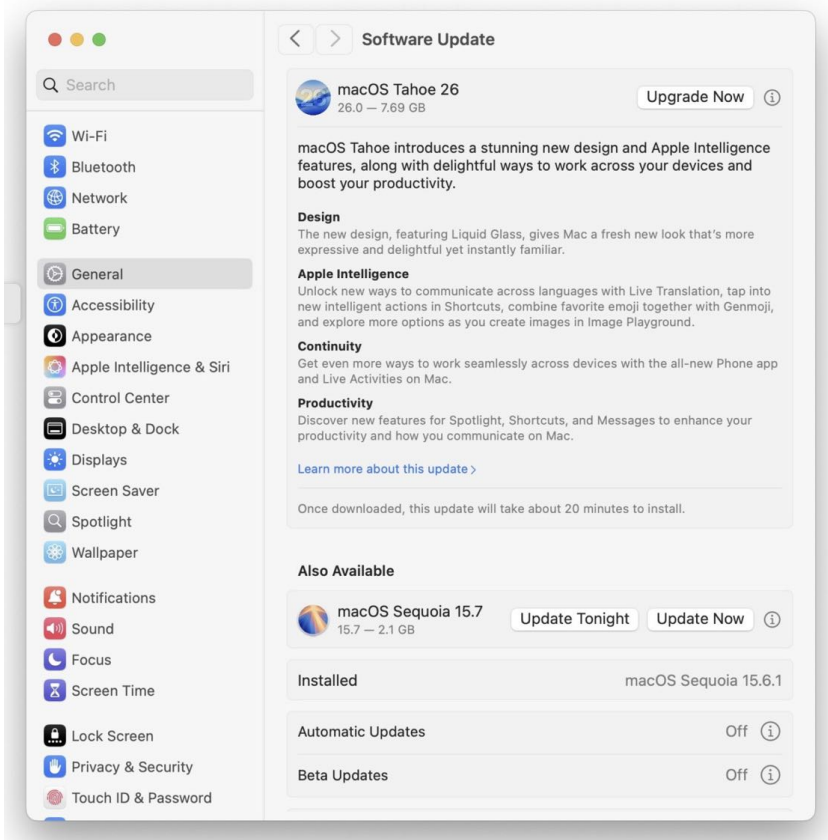 Software Update
Search
Wi-Fi
Bluetooth
Network
Battery
General
Accessibility
Appearance
Apple Intelligence & Siri
Control Center
Desktop & Dock
Displays
Screen Saver
Spotlight
Wallpaper
Notifications
Sound
Focus
Screen Time
Lock Screen
Privacy & Security
Touch ID & Password
macOS Tahoe 26
26.0 — 7.69 GB
Upgrade Now
macOS Tahoe introduces a stunning new design and Apple Intelligence
features, along with delightful ways to work across your devices and
boost your productivity.
Design
The new design, featuring Liquid Glass, gives Mac a fresh new look that's more
expressive and delightful yet instantly familiar.
Apple Intelligence
Unlock new ways to communicate across languages with Live Translation, tap into
new intelligent actions in Shortcuts, combine favorite emoji together with Genmoji,
and explore more options as you create images in Image Playground.
Continuity
Get even more ways to work seamlessly across devices with the all-new Phone app
and Live Activities on Mac.
Productivity
Discover new features for Spotlight, Shortcuts, and Messages to enhance your
productivity and how you communicate on Mac.
Learn more about this update >
Once downloaded, this update will take about 20 minutes to install.
Also Available
macOS Sequoia 15.7
15.7 — 2.1 GB
Update Tonight
Update Now
Installed
macOS Sequoia 15.6.1
Automatic Updates
Off
Beta Updates
Off